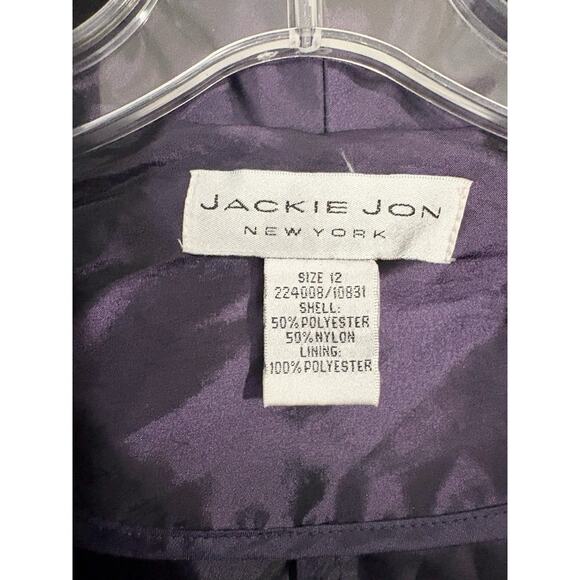 JACKIE JON
NEW YORK
SIZE 12
224008/10831
SHELL:
50%POLYESTER
50%NYLON
LINING:
100%POLYESTER